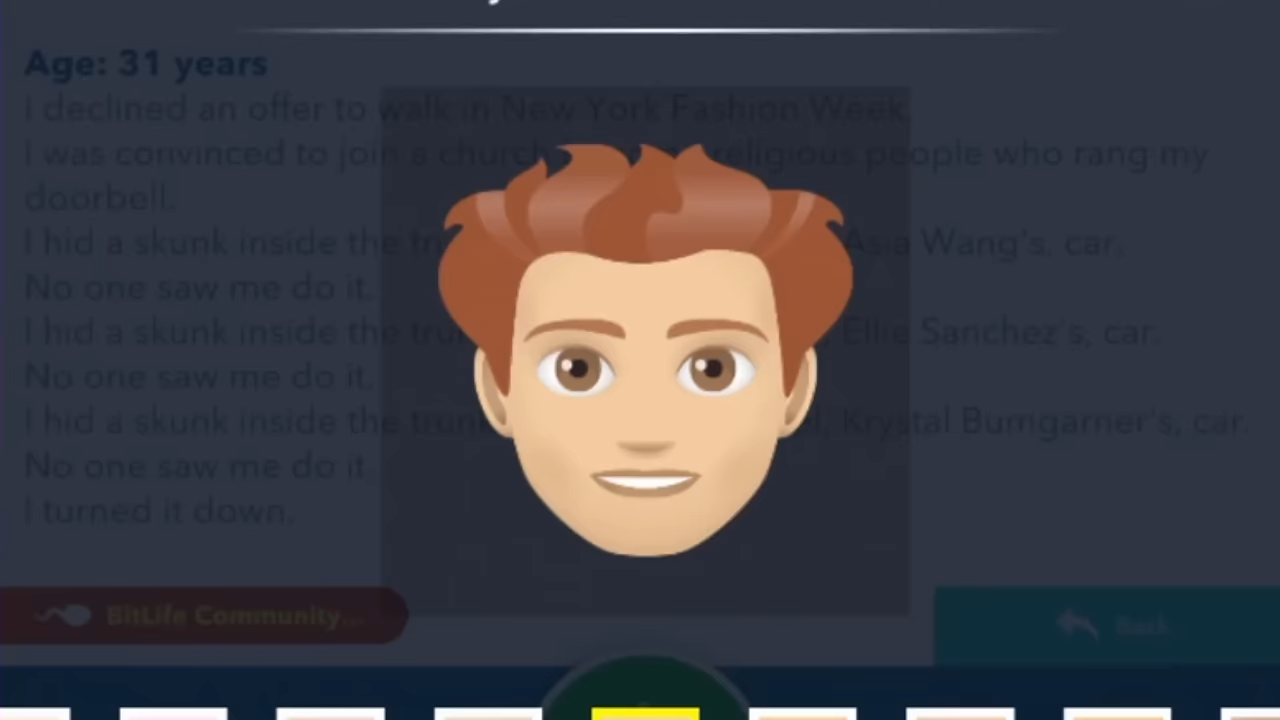 Age: 31 years
I declined an offer to walk in New York Fashion Week.
I was convinced to join a church religious people who rang my
doorbell.
I hid a skunk inside the Asia Wang's, car.
No one saw me do it.
I hid a skunk inside the Ellie Sanchez's, car.
No one saw me do it.
I hid a skunk inside the trunk Krystal Bumgarner's, car.
No one saw me do it.
I turned it down.
BitLife Community...
Back